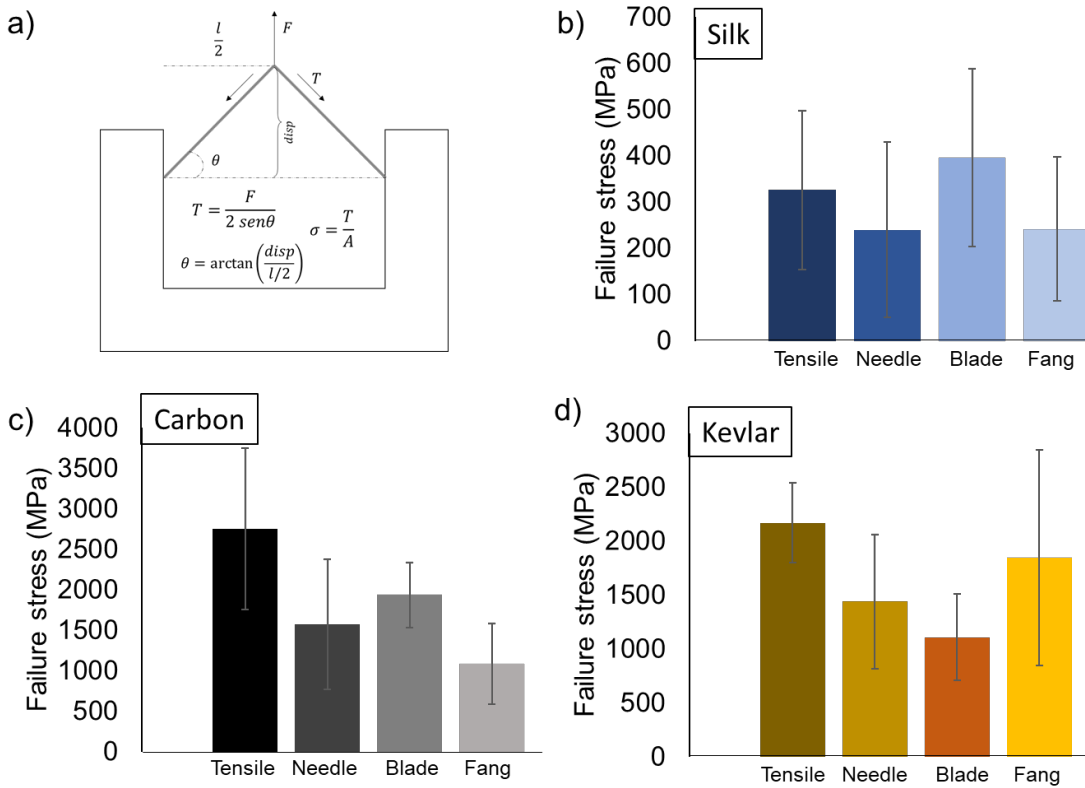 a)
l/2
F
T
disp
θ
T = F / 2 senθ
σ = T / A
θ = arctan(disp / l/2)
b)
Silk
Failure stress (MPa)
700
600
500
400
300
200
100
0
Tensile Needle Blade Fang
c)
Carbon
Failure stress (MPa)
4000
3500
3000
2500
2000
1500
1000
500
0
Tensile Needle Blade Fang
d)
Kevlar
Failure stress (MPa)
3000
2500
2000
1500
1000
500
0
Tensile Needle Blade Fang